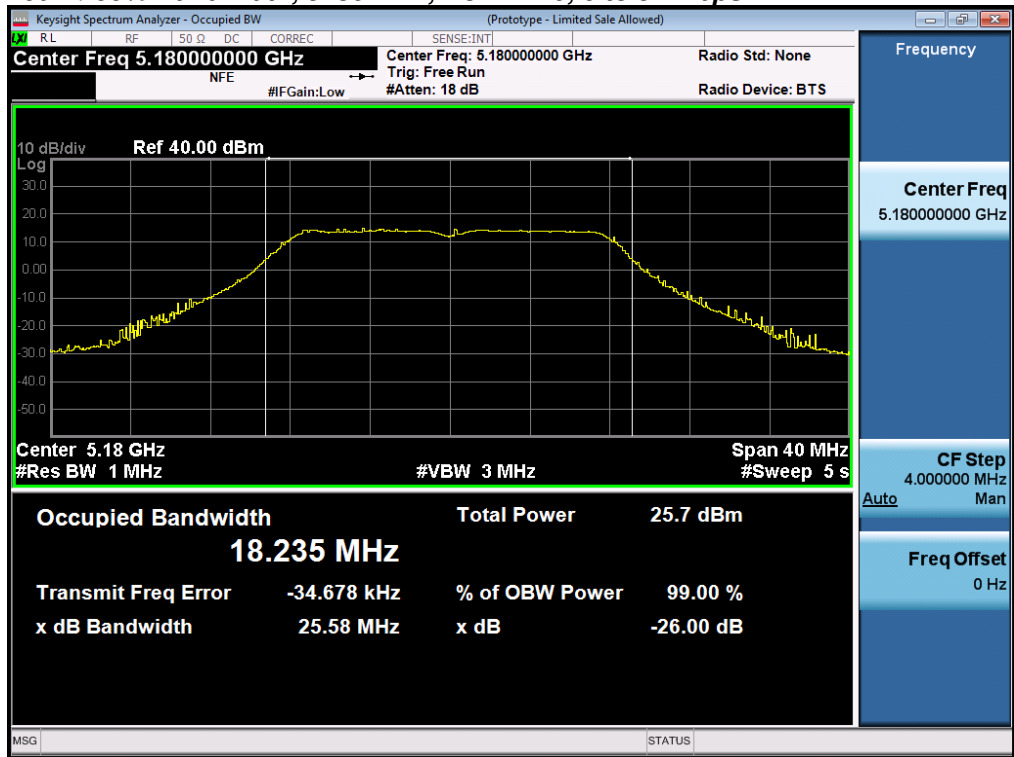 Keysight Spectrum Analyzer - Occupied BW (Prototype - Limited Sale Allowed)
LXI RL RF 50 Ω DC CORREC SENSE:INT
Center Freq 5.180000000 GHz
NFE
#IFGain:Low
Center Freq: 5.180000000 GHz
Trig: Free Run
#Atten: 18 dB
Radio Std: None
Radio Device: BTS
10 dB/div Ref 40.00 dBm
Log
30.0
20.0
10.0
0.00
-10.0
-20.0
-30.0
-40.0
-50.0
Center 5.18 GHz Span 40 MHz
#Res BW 1 MHz #VBW 3 MHz #Sweep 5 s
Occupied Bandwidth Total Power 25.7 dBm
18.235 MHz
Transmit Freq Error -34.678 kHz % of OBW Power 99.00 %
x dB Bandwidth 25.58 MHz x dB -26.00 dB
Frequency
Center Freq
5.180000000 GHz
CF Step
4.000000 MHz
Auto Man
Freq Offset
0 Hz
MSG STATUS